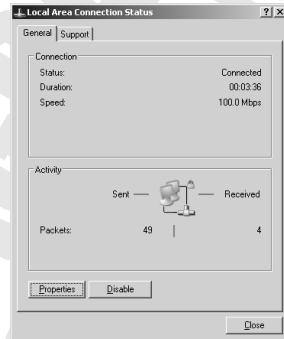 Local Area Connection Status
General Support
Connection
Status: Connected
Duration: 00:03:36
Speed: 100.0 Mbps
Activity
Sent Received
Packets: 49 4
Properties Disable
Close